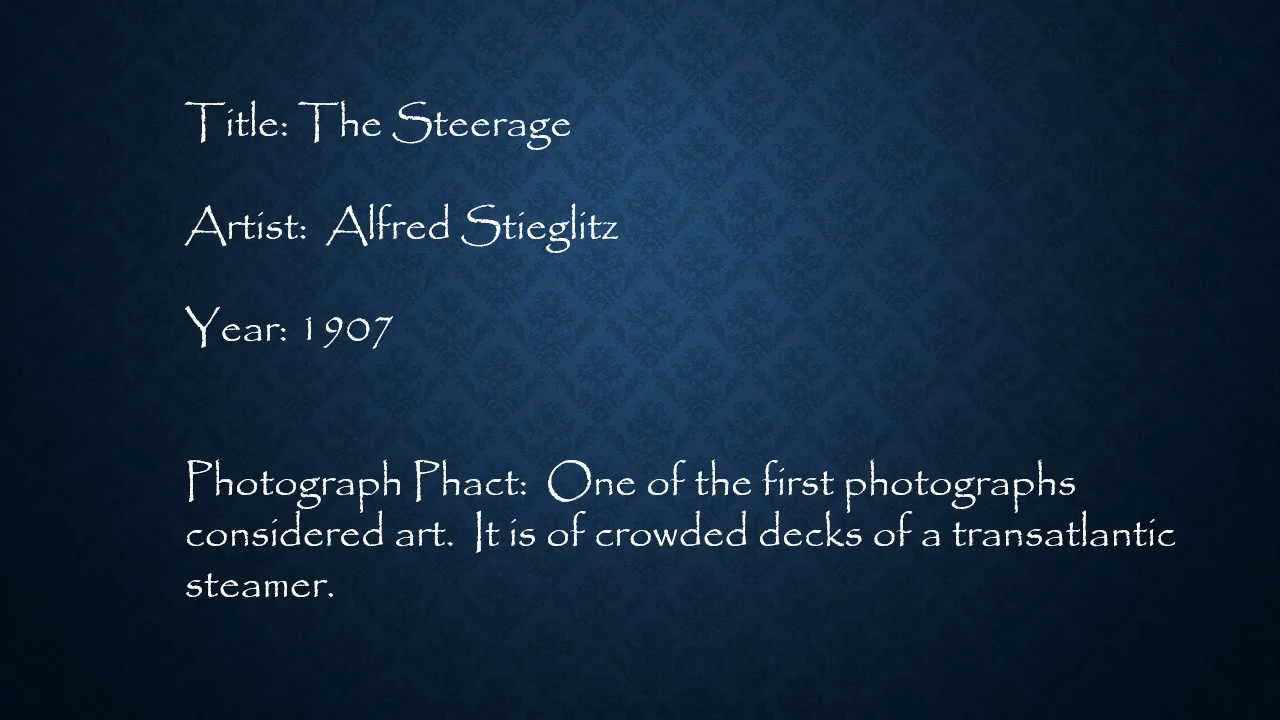 Title: The Steerage
Artist:  Alfred Stieglitz
Year: 1907
Photograph Phact:  One of the first photographs
considered art.  It is of crowded decks of a transatlantic
steamer.